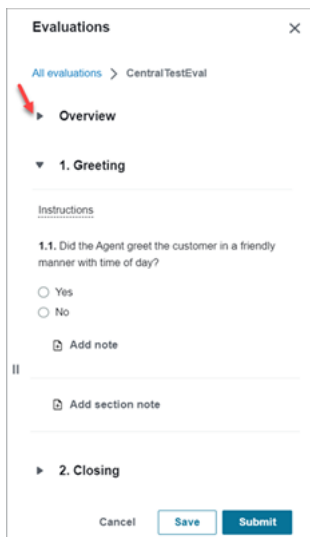 Evaluations
All evaluations > CentralTestEval
Overview
1. Greeting
Instructions
1.1. Did the Agent greet the customer in a friendly
manner with time of day?
Yes
No
Add note
Add section note
2. Closing
Cancel Save Submit